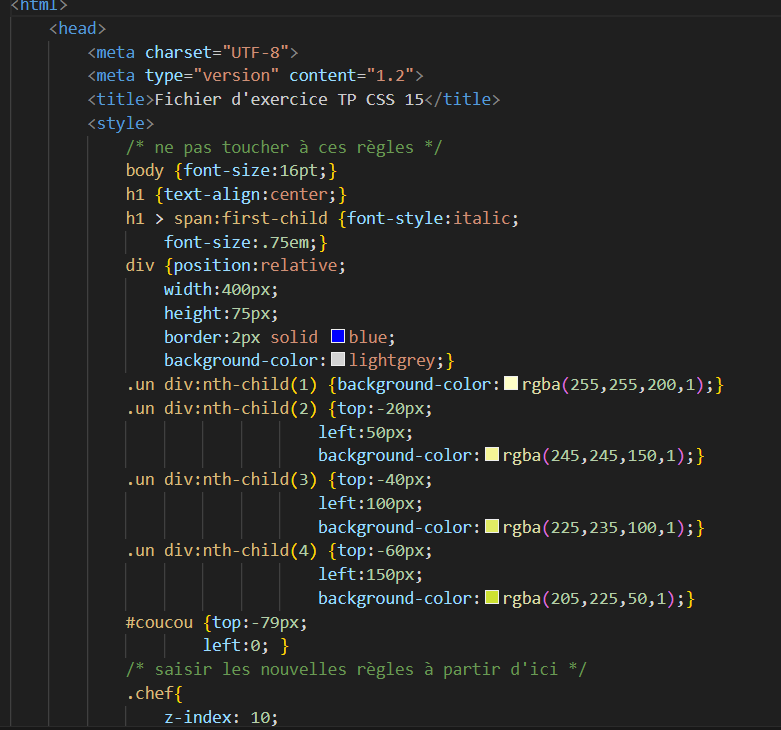 <html>
<head>
<meta charset="UTF-8">
<meta type="version" content="1.2">
<title>Fichier d'exercice TP CSS 15</title>
<style>
/* ne pas toucher à ces règles */
body {font-size:16pt;}
h1 {text-align:center;}
h1 > span:first-child {font-style:italic;
font-size:.75em;}
div {position:relative;
width:400px;
height:75px;
border:2px solid blue;
background-color:lightgrey;}
.un div:nth-child(1) {background-color:rgba(255,255,200,1);}
.un div:nth-child(2) {top:-20px;
left:50px;
background-color:rgba(245,245,150,1);}
.un div:nth-child(3) {top:-40px;
left:100px;
background-color:rgba(225,235,100,1);}
.un div:nth-child(4) {top:-60px;
left:150px;
background-color:rgba(205,225,50,1);}
#coucou {top:-79px;
left:0; }
/* saisir les nouvelles règles à partir d'ici */
.chef{
z-index: 10;